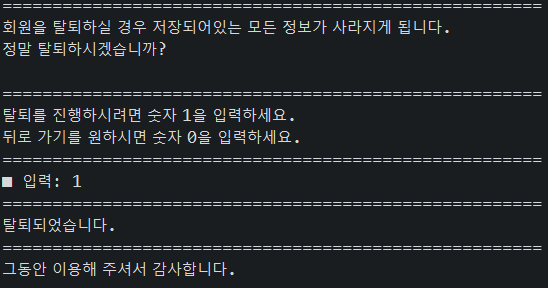 ======================================================
회원을 탈퇴하실 경우 저장되어있는 모든 정보가 사라지게 됩니다.
정말 탈퇴하시겠습니까?
======================================================
탈퇴를 진행하시려면 숫자 1을 입력하세요.
뒤로 가기를 원하시면 숫자 0을 입력하세요.
======================================================
■ 입력: 1
======================================================
탈퇴되었습니다.
======================================================
그동안 이용해 주셔서 감사합니다.